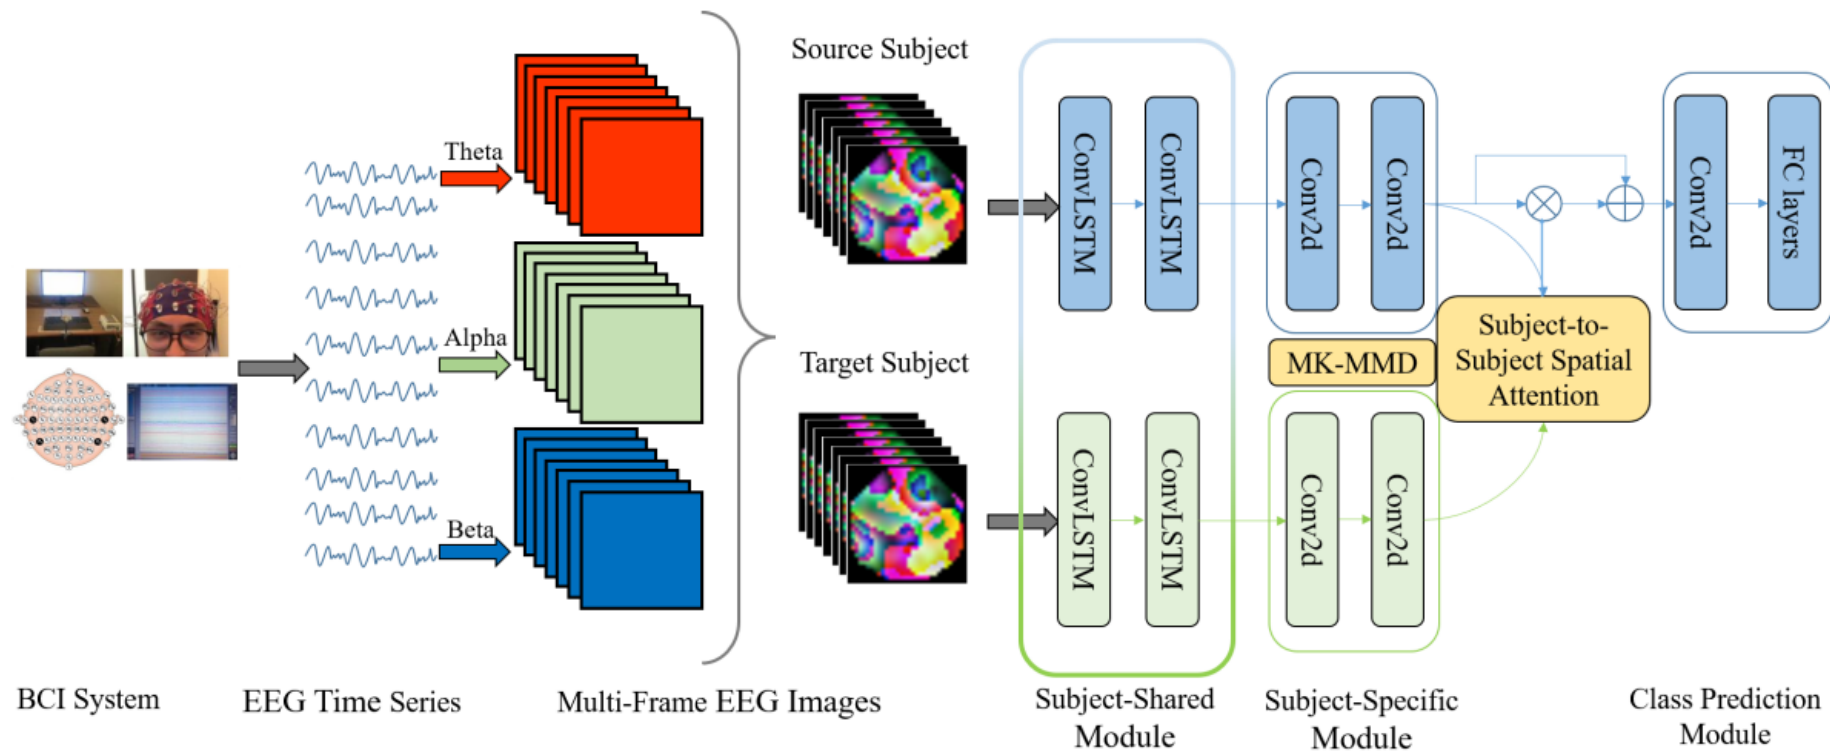 Theta
Alpha
Beta
Source Subject
Target Subject
ConvLSTM
ConvLSTM
Conv2d
Conv2d
Conv2d
FC layers
MK-MMD
Subject-to-
Subject Spatial
Attention
ConvLSTM
ConvLSTM
Conv2d
Conv2d
BCI System
EEG Time Series
Multi-Frame EEG Images
Subject-Shared
Module
Subject-Specific
Module
Class Prediction
Module